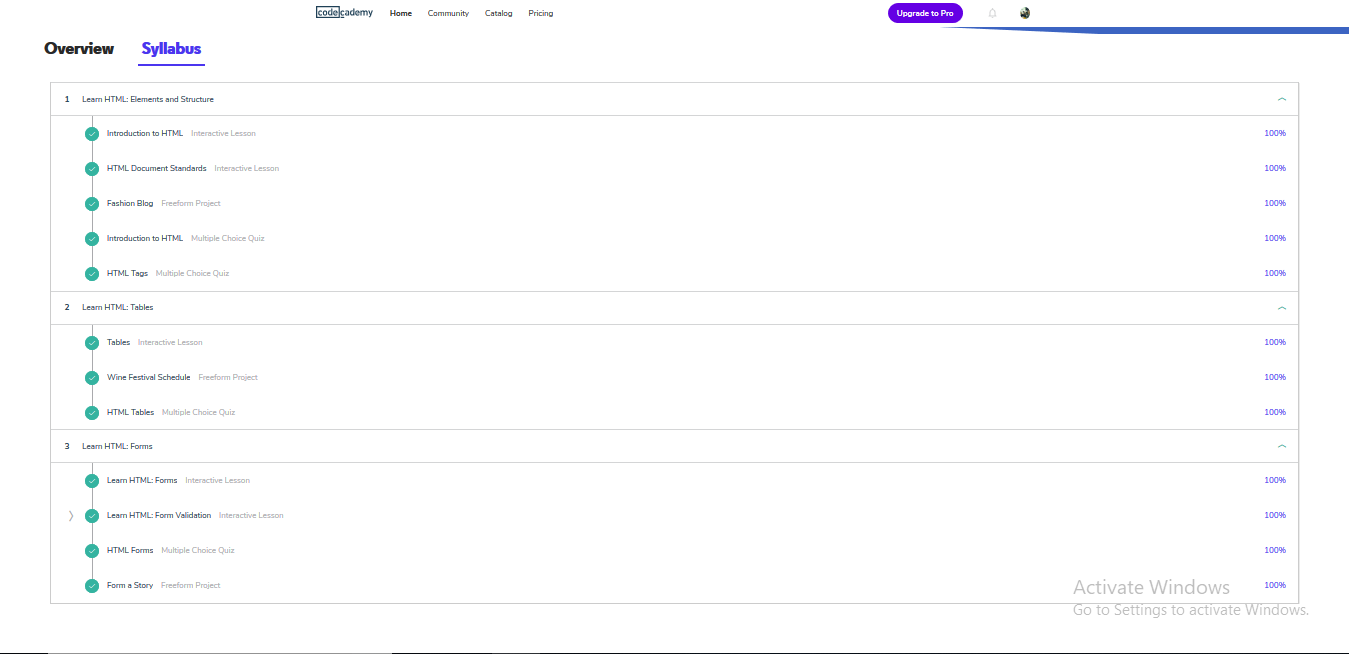 codecademy Home Community Catalog Pricing Upgrade to Pro
Overview Syllabus
1 Learn HTML: Elements and Structure
Introduction to HTML Interactive Lesson 100%
HTML Document Standards Interactive Lesson 100%
Fashion Blog Freeform Project 100%
Introduction to HTML Multiple Choice Quiz 100%
HTML Tags Multiple Choice Quiz 100%
2 Learn HTML: Tables
Tables Interactive Lesson 100%
Wine Festival Schedule Freeform Project 100%
HTML Tables Multiple Choice Quiz 100%
3 Learn HTML: Forms
Learn HTML: Forms Interactive Lesson 100%
Learn HTML: Form Validation Interactive Lesson 100%
HTML Forms Multiple Choice Quiz 100%
Form a Story Freeform Project 100%
Activate Windows
Go to Settings to activate Windows.